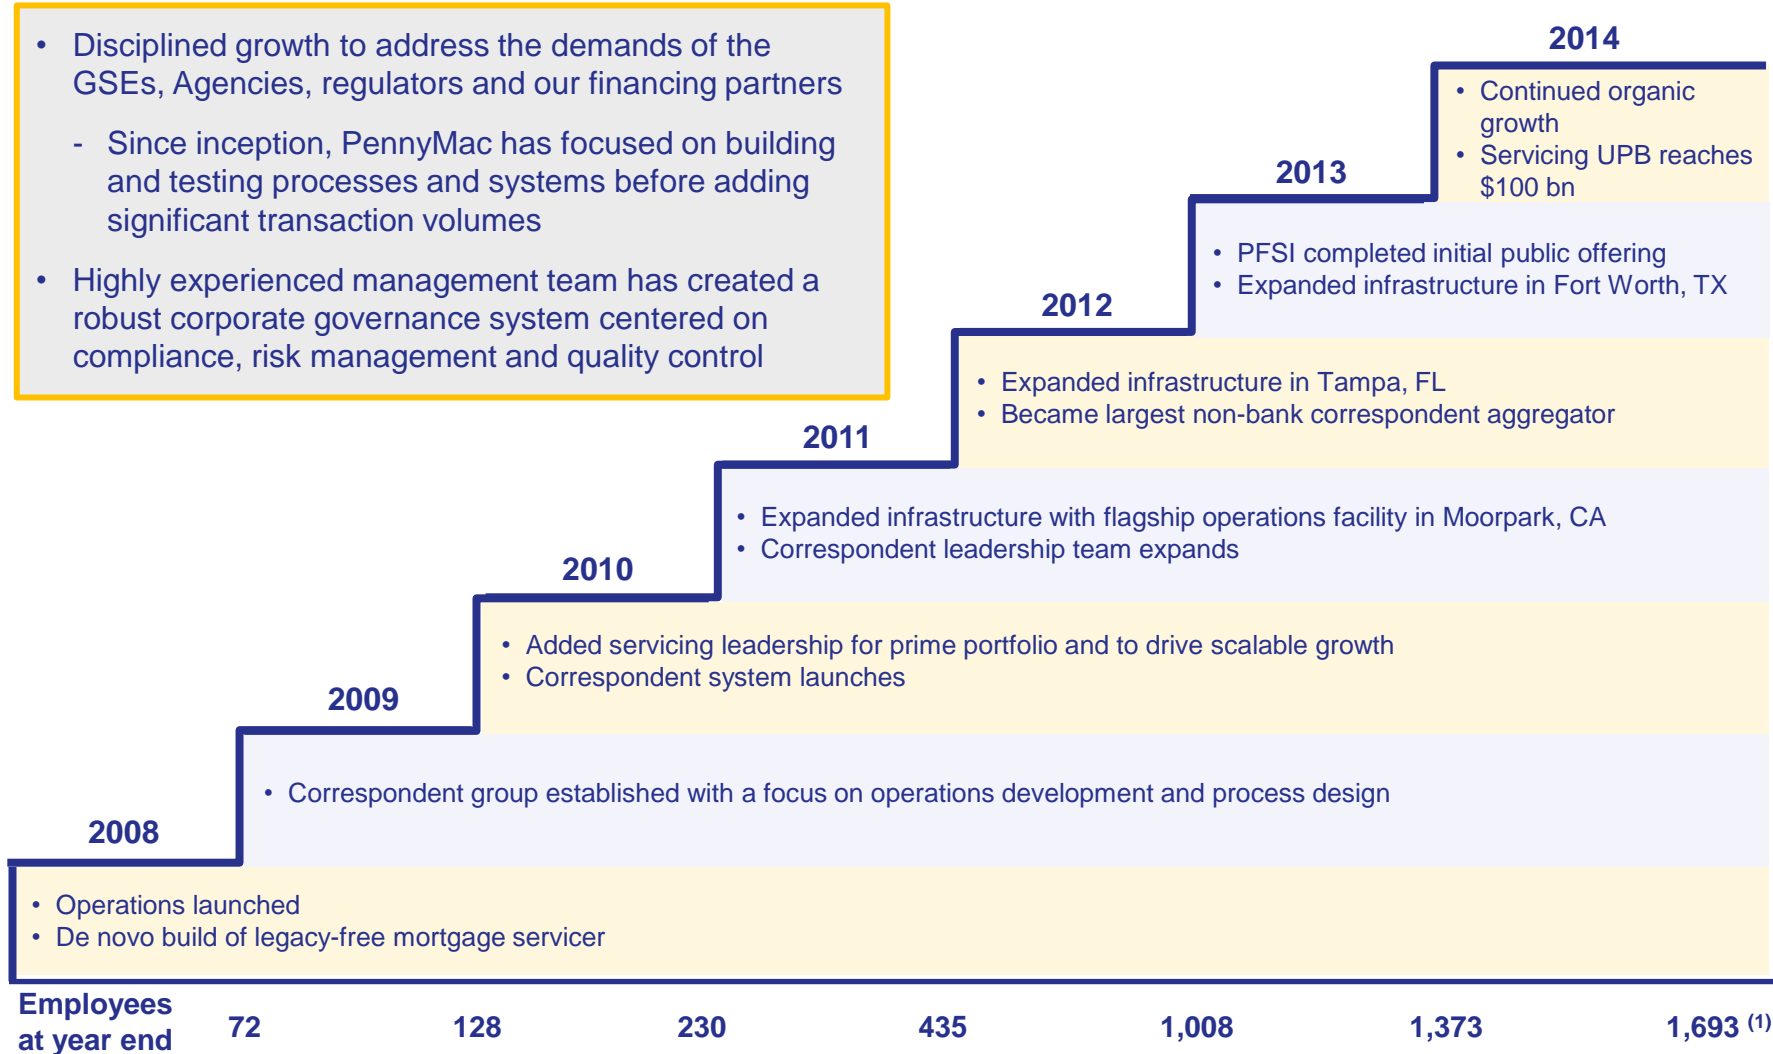 • Disciplined growth to address the demands of the
GSEs, Agencies, regulators and our financing partners
- Since inception, PennyMac has focused on building
and testing processes and systems before adding
significant transaction volumes
• Highly experienced management team has created a
robust corporate governance system centered on
compliance, risk management and quality control
2014
• Continued organic
growth
• Servicing UPB reaches
$100 bn
2013
• PFSI completed initial public offering
• Expanded infrastructure in Fort Worth, TX
2012
• Expanded infrastructure in Tampa, FL
• Became largest non-bank correspondent aggregator
2011
• Expanded infrastructure with flagship operations facility in Moorpark, CA
• Correspondent leadership team expands
2010
• Added servicing leadership for prime portfolio and to drive scalable growth
• Correspondent system launches
2009
• Correspondent group established with a focus on operations development and process design
2008
• Operations launched
• De novo build of legacy-free mortgage servicer
Employees
at year end
72 128 230 435 1,008 1,373 1,693 (1)